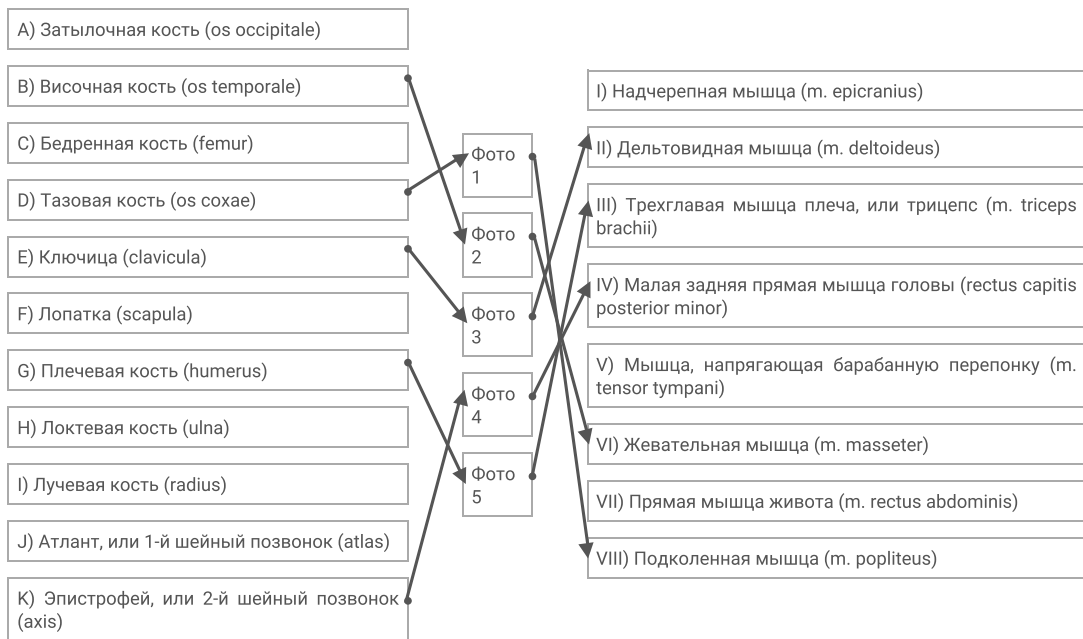 A) Затылочная кость (os occipitale)
B) Височная кость (os temporale)
C) Бедренная кость (femur)
D) Тазовая кость (os coxae)
E) Ключица (clavicula)
F) Лопатка (scapula)
G) Плечевая кость (humerus)
H) Локтевая кость (ulna)
I) Лучевая кость (radius)
J) Атлант, или 1-й шейный позвонок (atlas)
K) Эпистрофей, или 2-й шейный позвонок
(axis)
Фото
1
Фото
2
Фото
3
Фото
4
Фото
5
I) Надчерепная мышца (m. epicranius)
II) Дельтовидная мышца (m. deltoideus)
III) Трехглавая мышца плеча, или трицепс (m. triceps
brachii)
IV) Малая задняя прямая мышца головы (rectus capitis
posterior minor)
V) Мышца, напрягающая барабанную перепонку (m.
tensor tympani)
VI) Жевательная мышца (m. masseter)
VII) Прямая мышца живота (m. rectus abdominis)
VIII) Подколенная мышца (m. popliteus)